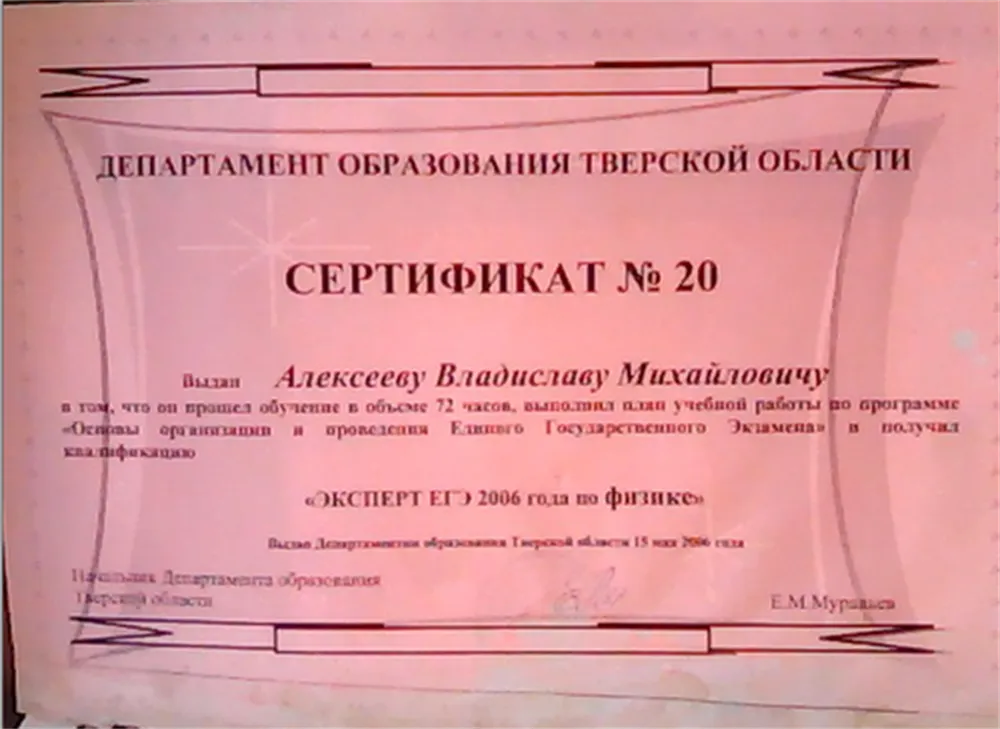 ДЕПАРТАМЕНТ ОБРАЗОВАНИЯ ТВЕРСКОЙ ОБЛАСТИ
СЕРТИФИКАТ № 20
Выдан Алексееву Владиславу Михайловичу
в том, что он прошел обучение в объеме 72 часов, выполнил план учебной работы по программе
«Основы организации и проведения Единого Государственного Экзамена» и получил
квалификацию
«ЭКСПЕРТ ЕГЭ 2006 года по физике»
Выдан Департаментом образования Тверской области 15 мая 2006 года
Начальник Департамента образования
Тверской области
Е.М.Муравьев